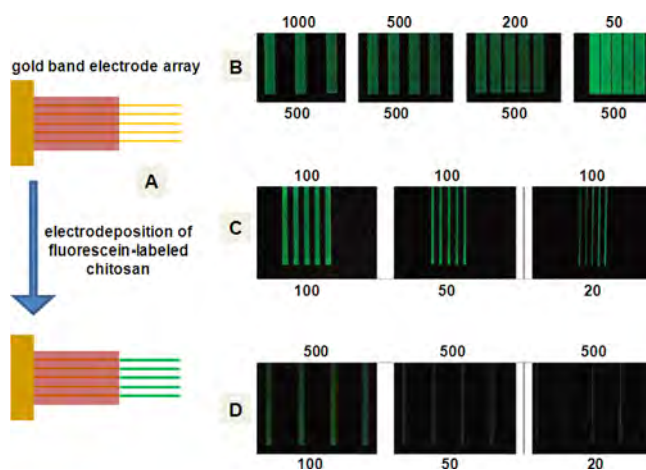 gold band electrode array
A
electrodeposition of
fluorescein-labeled
chitosan
B
1000 500 200 50
500 500 500 500
C
100 100 100
100 50 20
D
500 500 500
100 50 20